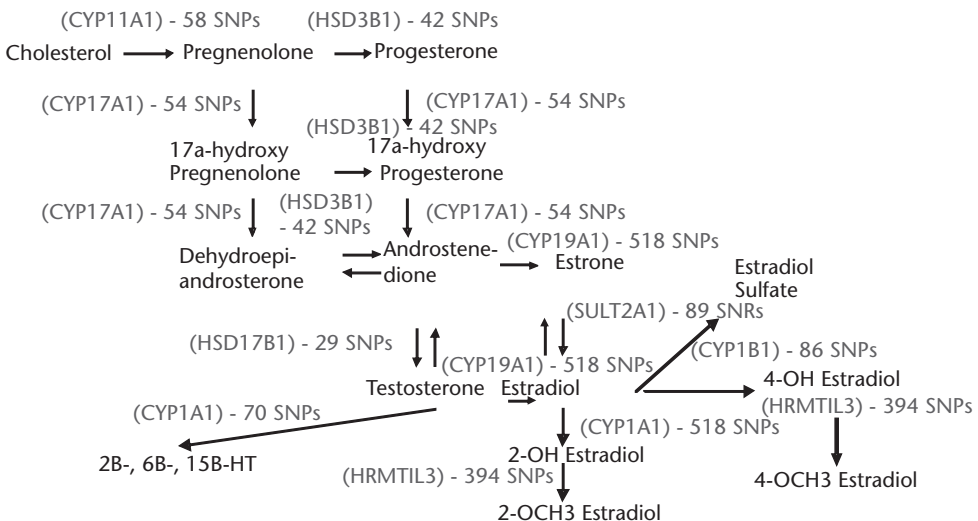 (CYP11A1) - 58 SNPs
(HSD3B1) - 42 SNPs
Cholesterol
Pregnenolone
Progesterone
(CYP17A1) - 54 SNPs
(CYP17A1) - 54 SNPs
(HSD3B1) - 42 SNPs
17a-hydroxy
Pregnenolone
17a-hydroxy
Progesterone
(CYP17A1) - 54 SNPs
(HSD3B1)
- 42 SNPs
(CYP17A1) - 54 SNPs
Dehydroepi-
androsterone
Androstene-
dione
(CYP19A1) - 518 SNPs
Estrone
Estradiol
Sulfate
(SULT2A1) - 89 SNRs
(HSD17B1) - 29 SNPs
(CYP19A1) - 518 SNPs
(CYP1B1) - 86 SNPs
Testosterone
Estradiol
4-OH Estradiol
(HRMTIL3) - 394 SNPs
(CYP1A1) - 70 SNPs
(CYP1A1) - 518 SNPs
2B-, 6B-, 15B-HT
2-OH Estradiol
(HRMTIL3) - 394 SNPs
4-OCH3 Estradiol
2-OCH3 Estradiol